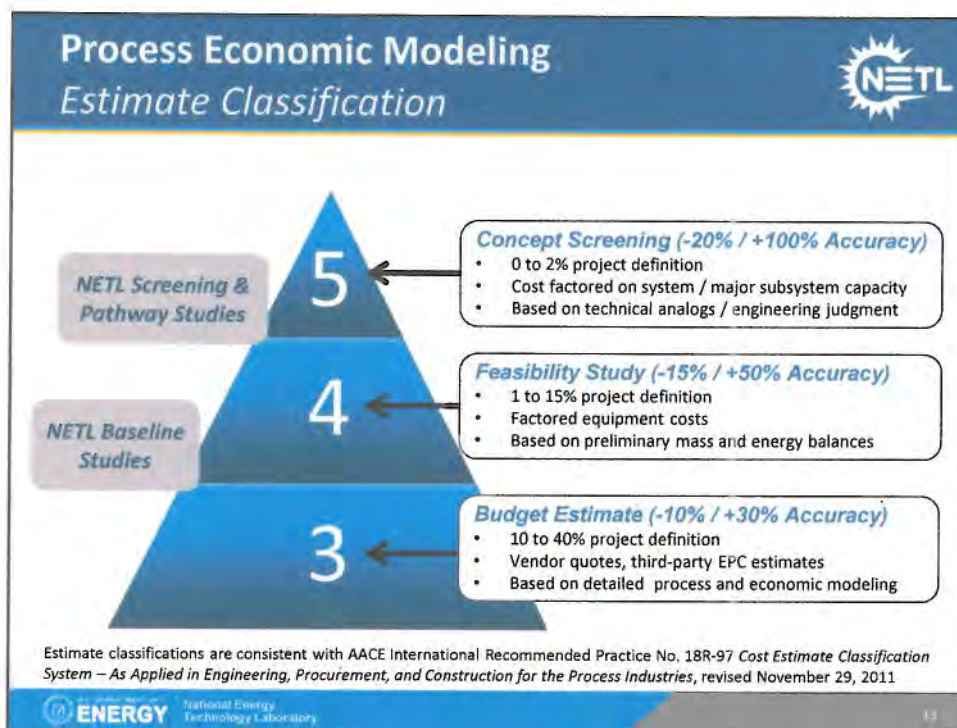 Process Economic Modeling
Estimate Classification
NETL
5
NETL Screening &
Pathway Studies
Concept Screening (-20% / +100% Accuracy)
• 0 to 2% project definition
• Cost factored on system / major subsystem capacity
• Based on technical analogs / engineering judgment
4
NETL Baseline
Studies
Feasibility Study (-15% / +50% Accuracy)
• 1 to 15% project definition
• Factored equipment costs
• Based on preliminary mass and energy balances
3
Budget Estimate (-10% / +30% Accuracy)
• 10 to 40% project definition
• Vendor quotes, third-party EPC estimates
• Based on detailed process and economic modeling
Estimate classifications are consistent with AACE International Recommended Practice No. 18R-97 Cost Estimate Classification
System – As Applied in Engineering, Procurement, and Construction for the Process Industries, revised November 29, 2011
ENERGY
National Energy
Technology Laboratory
13